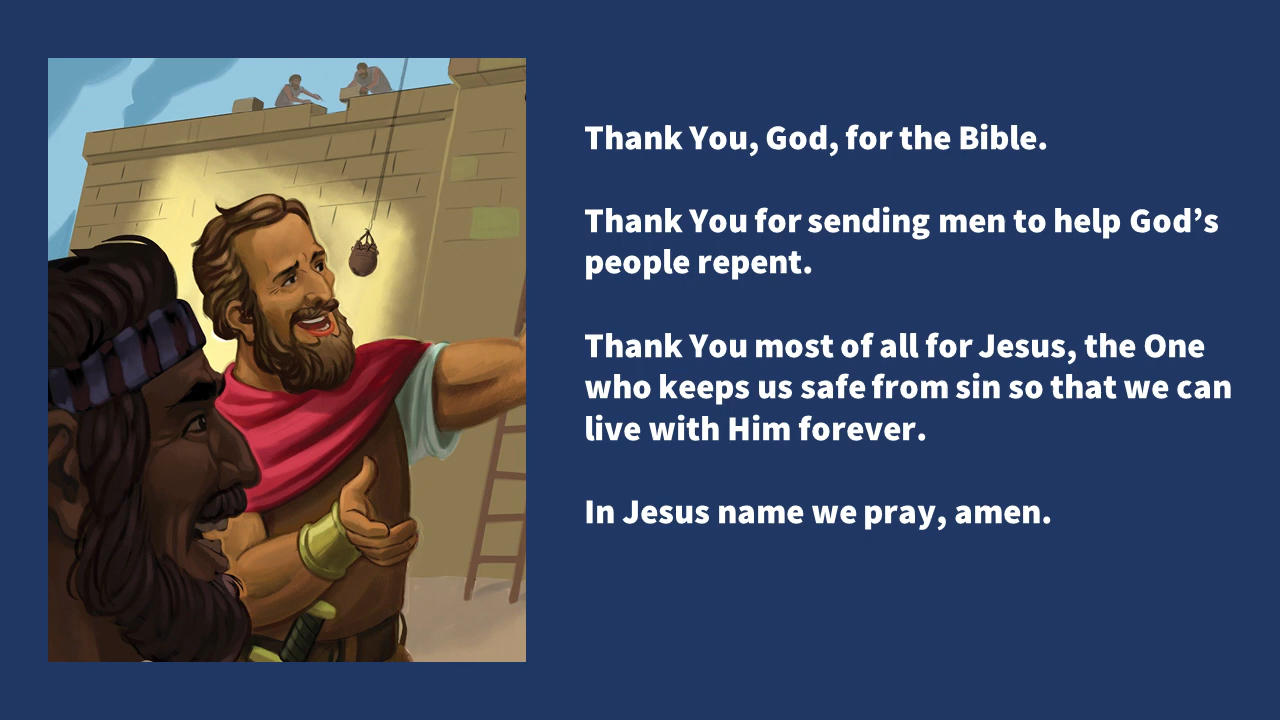 Thank You, God, for the Bible.
Thank You for sending men to help God’s
people repent.
Thank You most of all for Jesus, the One
who keeps us safe from sin so that we can
live with Him forever.
In Jesus name we pray, amen.